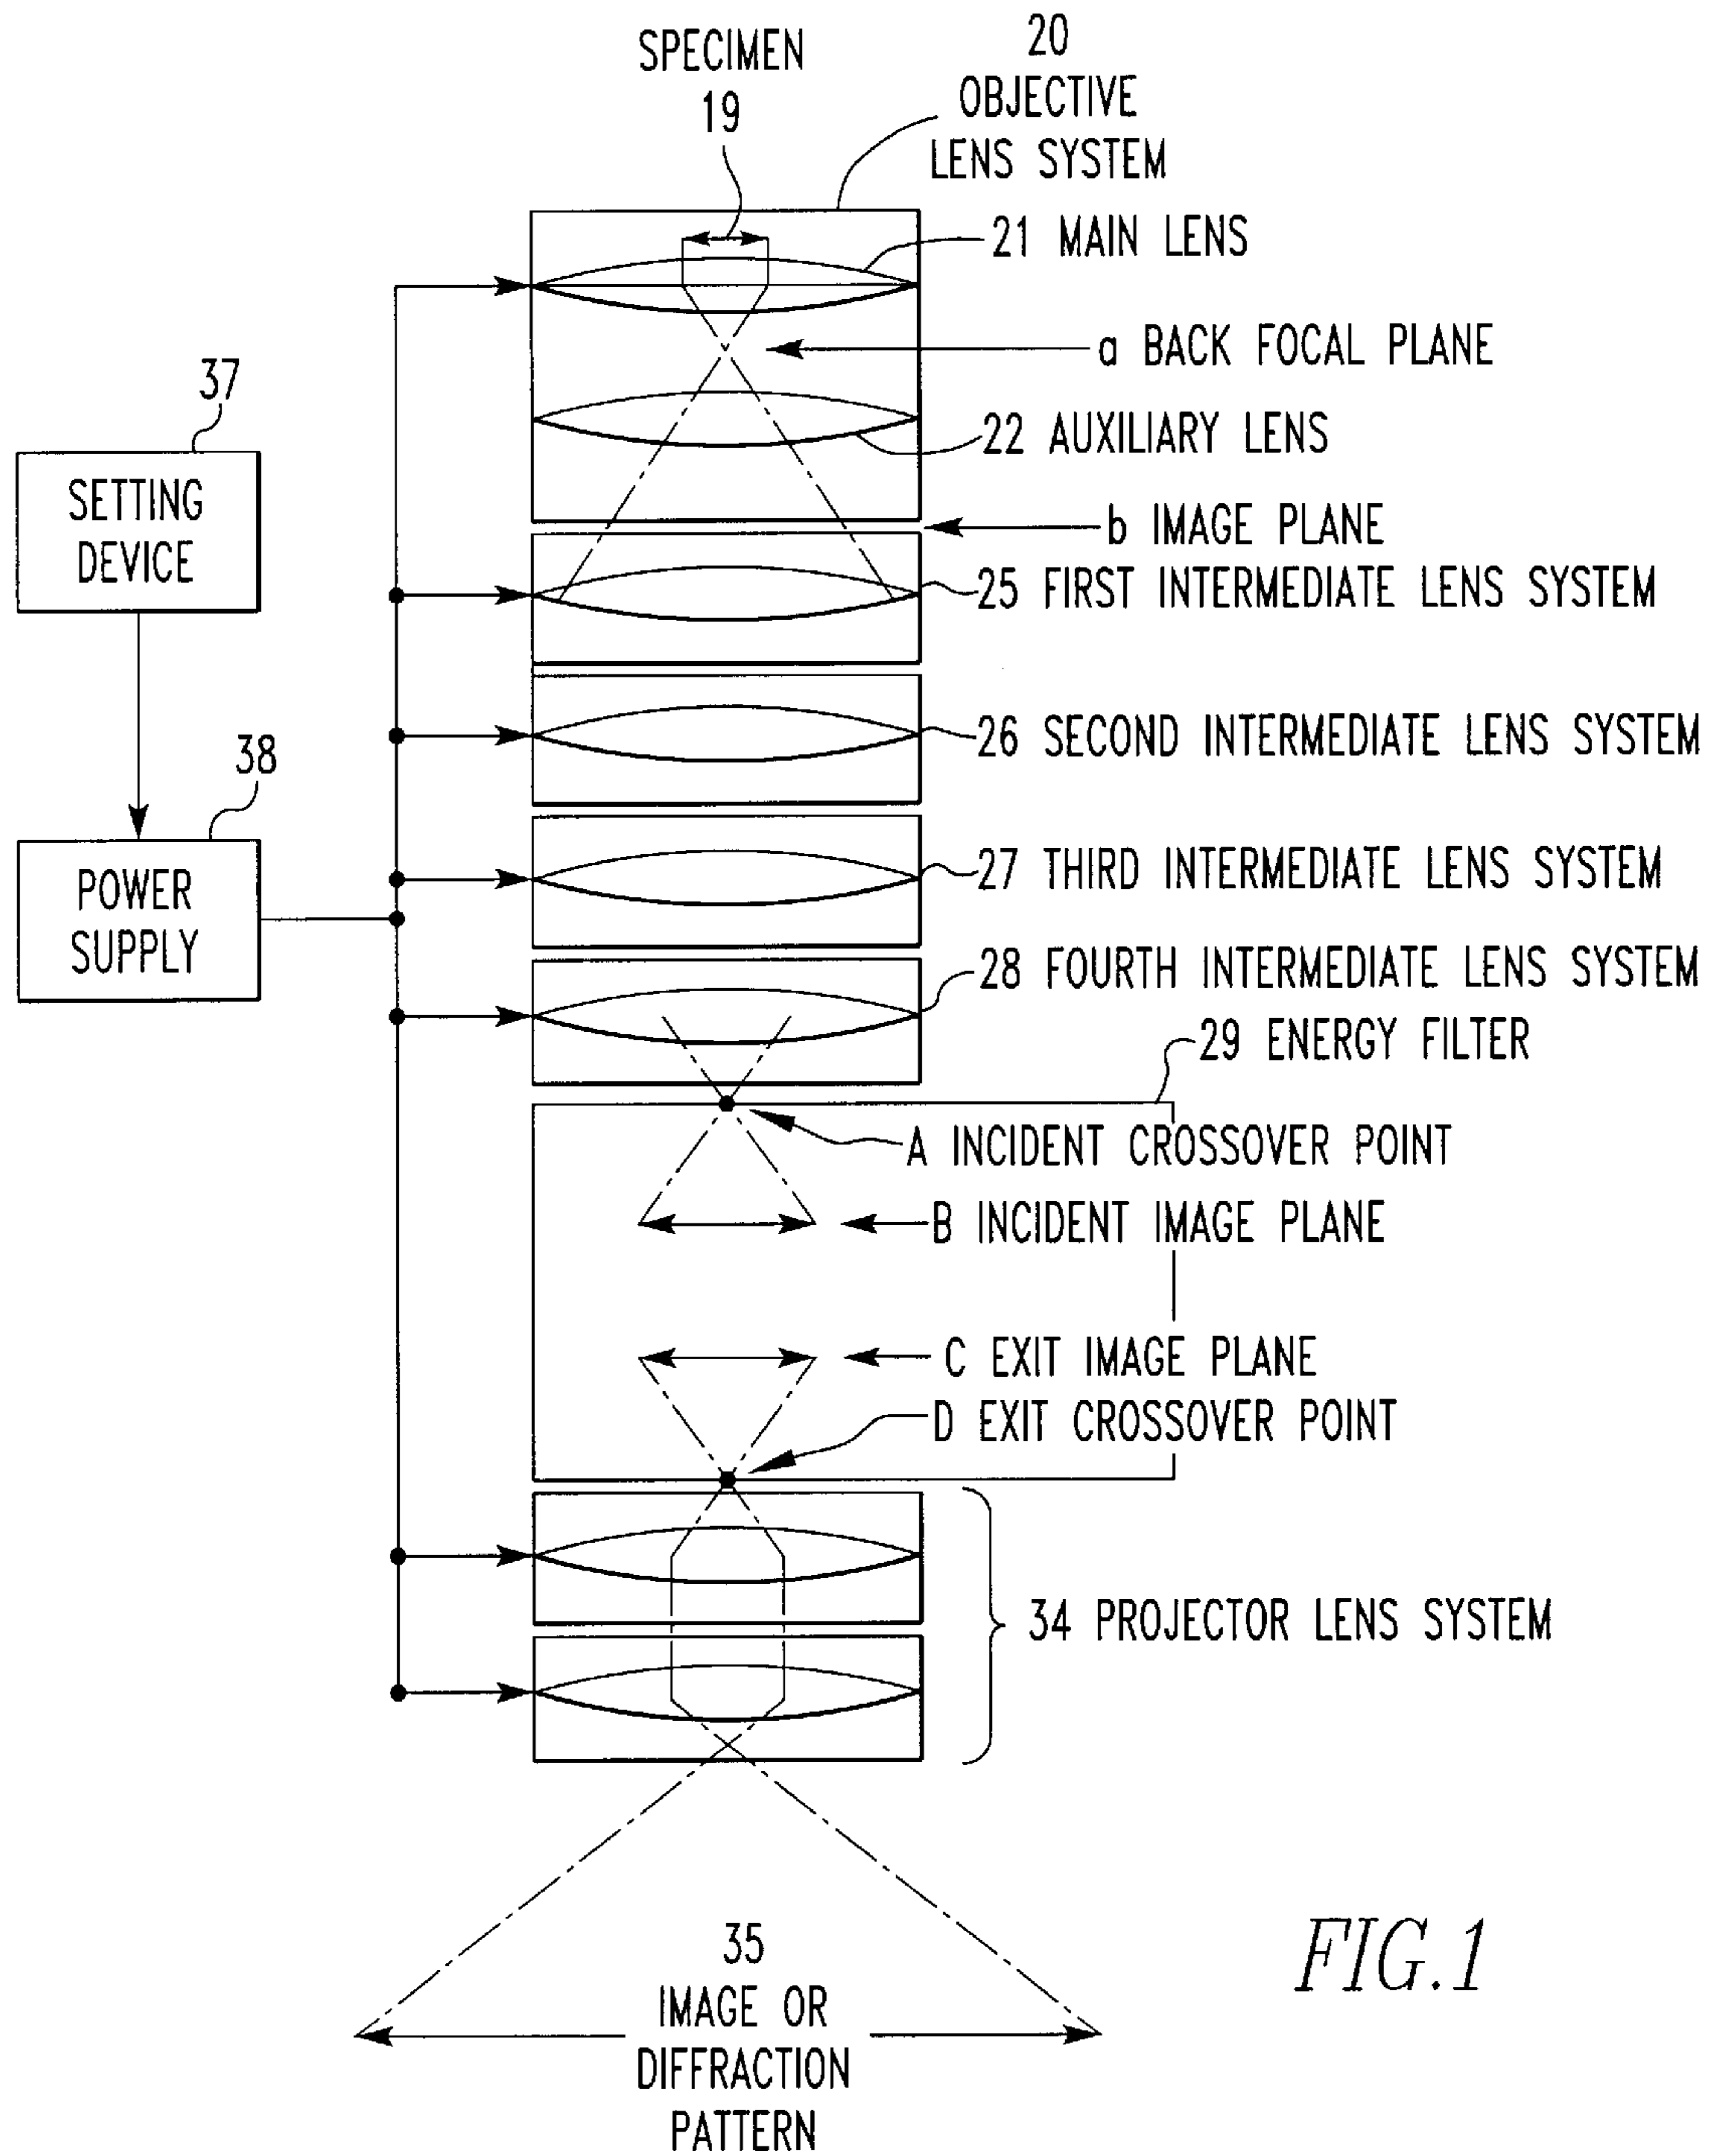 SPECIMEN
19
20
OBJECTIVE
LENS SYSTEM
21 MAIN LENS
a BACK FOCAL PLANE
22 AUXILIARY LENS
b IMAGE PLANE
25 FIRST INTERMEDIATE LENS SYSTEM
26 SECOND INTERMEDIATE LENS SYSTEM
27 THIRD INTERMEDIATE LENS SYSTEM
28 FOURTH INTERMEDIATE LENS SYSTEM
29 ENERGY FILTER
A INCIDENT CROSSOVER POINT
B INCIDENT IMAGE PLANE
C EXIT IMAGE PLANE
D EXIT CROSSOVER POINT
34 PROJECTOR LENS SYSTEM
37
SETTING
DEVICE
38
POWER
SUPPLY
35
IMAGE OR
DIFFRACTION
PATTERN
FIG.1